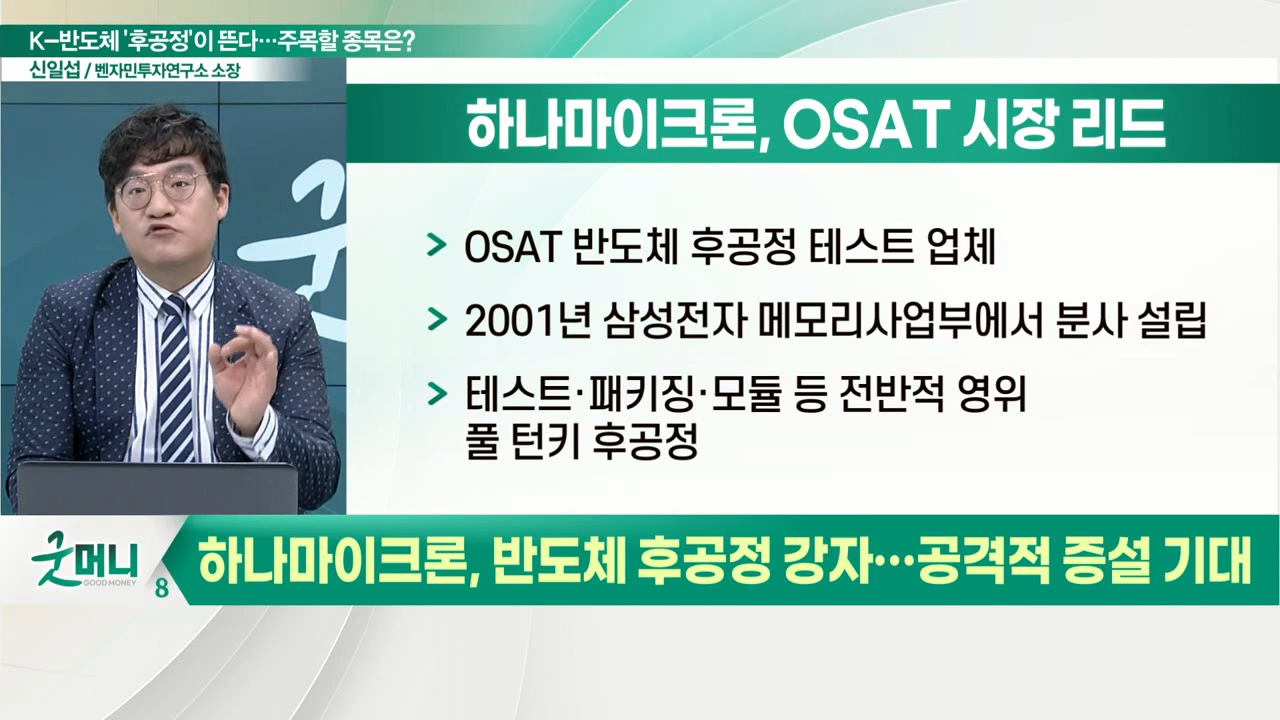 K-반도체 '후공정'이 뜬다…주목할 종목은?
신일섭 / 벤자민투자연구소 소장
하나마이크론, OSAT 시장 리드
> OSAT 반도체 후공정 테스트 업체
> 2001년 삼성전자 메모리사업부에서 분사 설립
> 테스트·패키징·모듈 등 전반적 영위
풀 턴키 후공정
굿
굿머니
GOOD MONEY
8
하나마이크론, 반도체 후공정 강자…공격적 증설 기대